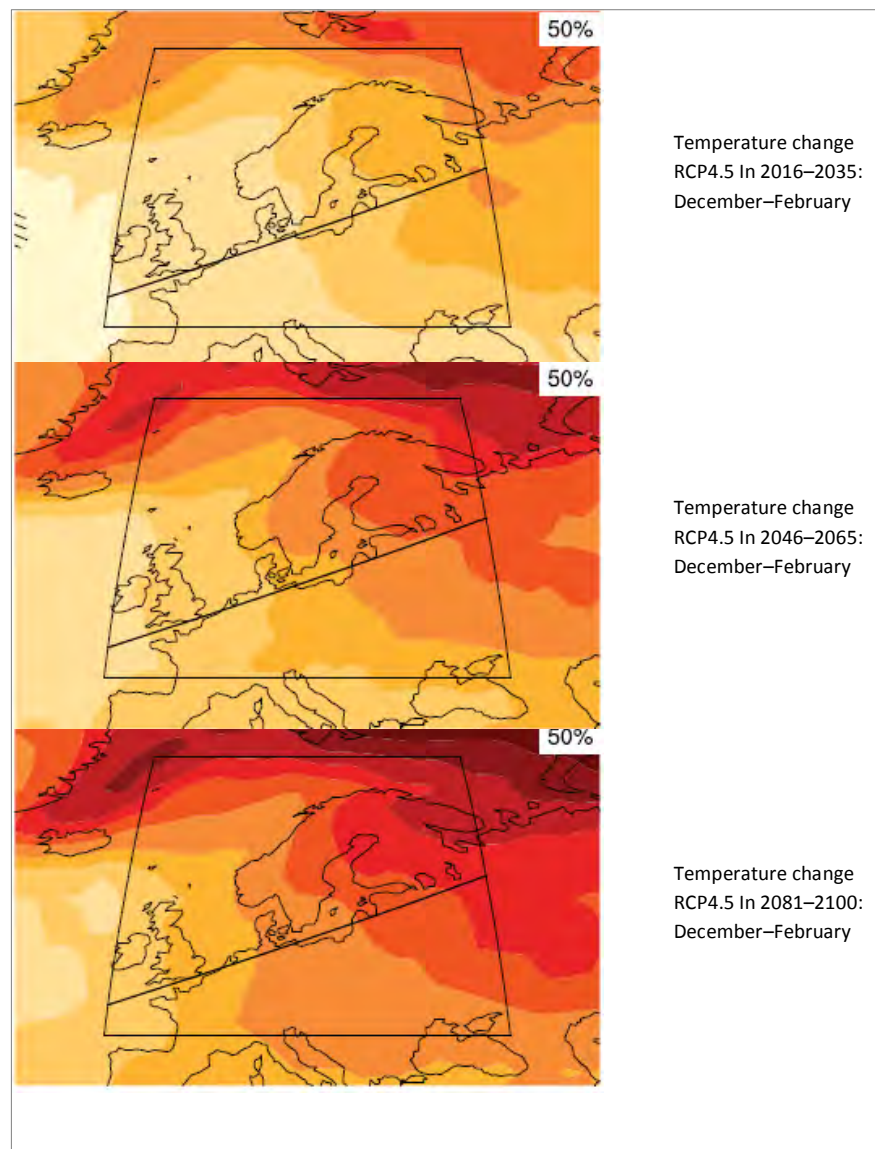 50%
Temperature change
RCP4.5 In 2016–2035:
December–February
50%
Temperature change
RCP4.5 In 2046–2065:
December–February
50%
Temperature change
RCP4.5 In 2081–2100:
December–February